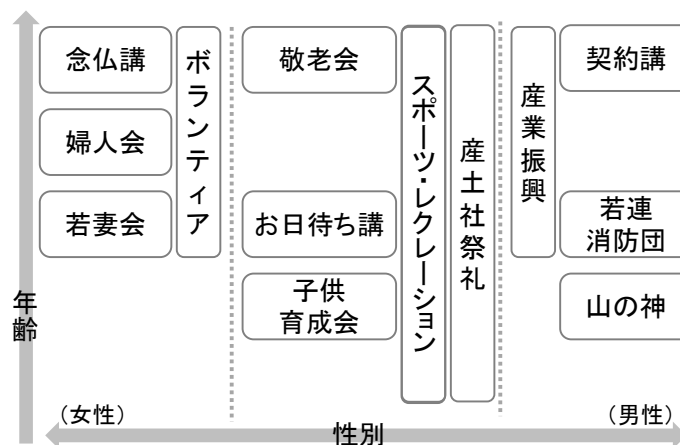 念仏講
婦人会
若妻会
ボランティア
敬老会
お日待ち講
子供
育成会
スポーツ・レクレーション
産土社祭礼
産業振興
契約講
若連
消防団
山の神
年齢
（女性）
性別
（男性）